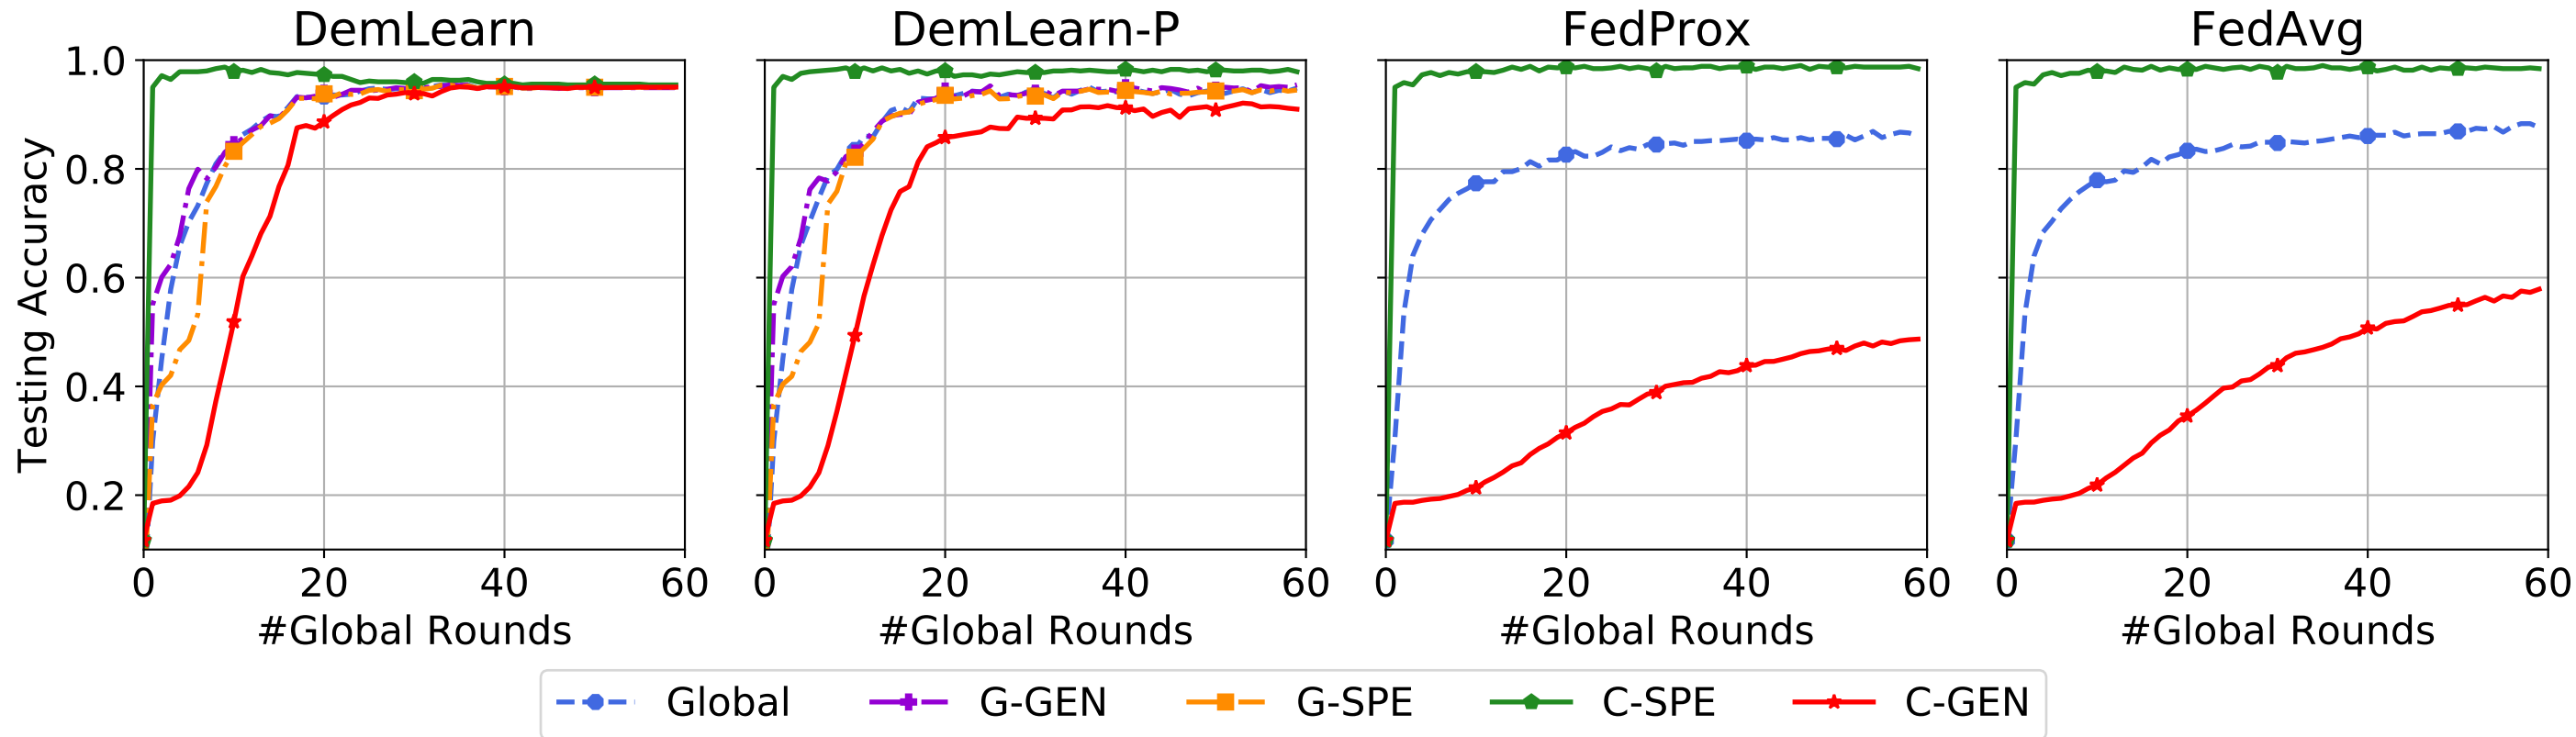 DemLearn DemLearn-P FedProx FedAvg
Testing Accuracy
1.0
0.8
0.6
0.4
0.2
0 20 40 60 0 20 40 60 0 20 40 60 0 20 40 60
#Global Rounds #Global Rounds #Global Rounds #Global Rounds
Global G-GEN G-SPE C-SPE C-GEN